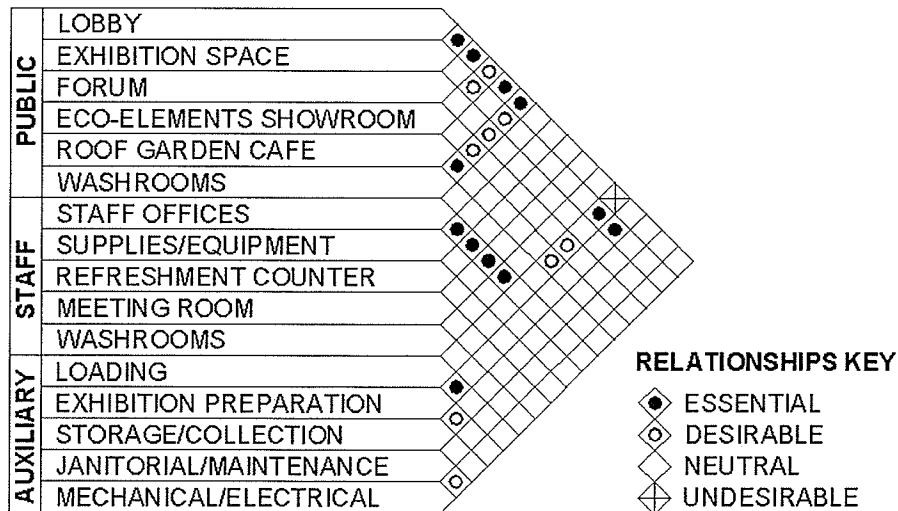 PUBLIC
LOBBY
EXHIBITION SPACE
FORUM
ECO-ELEMENTS SHOWROOM
ROOF GARDEN CAFE
WASHROOMS
STAFF
STAFF OFFICES
SUPPLIES/EQUIPMENT
REFRESHMENT COUNTER
MEETING ROOM
WASHROOMS
AUXILIARY
LOADING
EXHIBITION PREPARATION
STORAGE/COLLECTION
JANITORIAL/MAINTENANCE
MECHANICAL/ELECTRICAL
RELATIONSHIPS KEY
ESSENTIAL
DESIRABLE
NEUTRAL
UNDESIRABLE